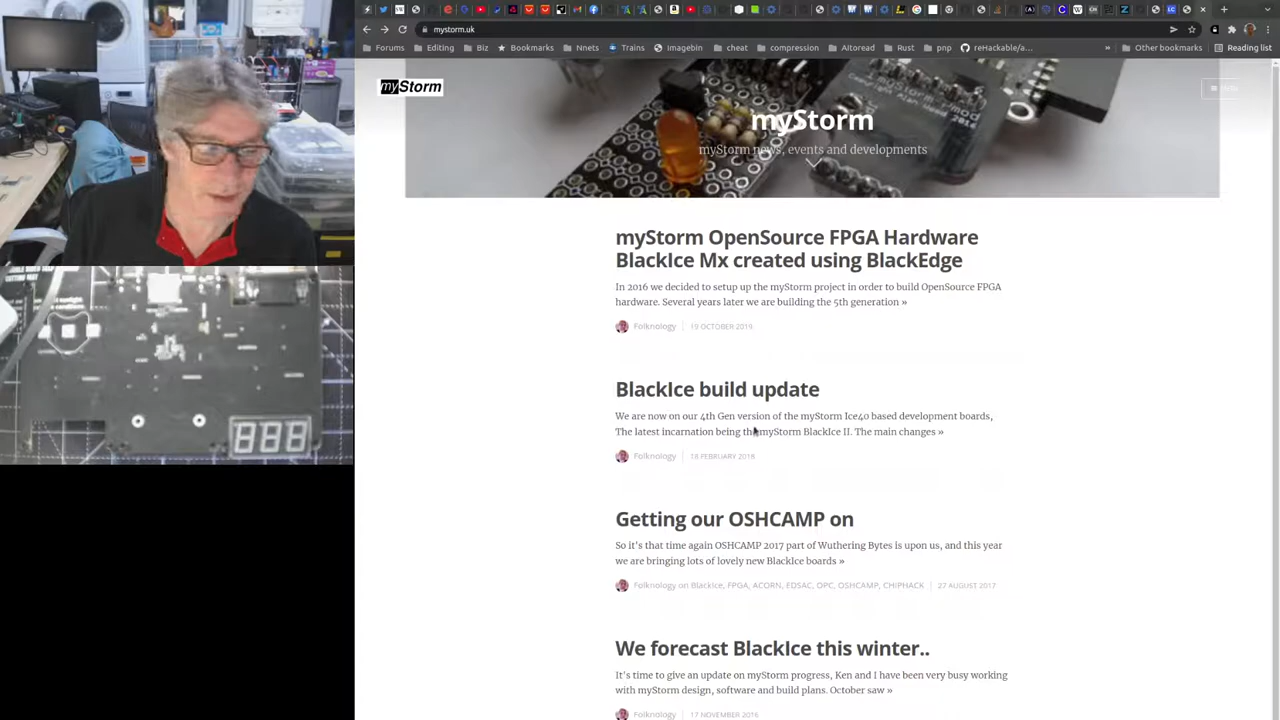 mystorm.uk
Forums Editing Biz Bookmarks Nnets Trains Imagebin cheat compression AItoread Rust pnp reHackable/a... » Other bookmarks Reading list
myStorm
myStorm
myStorm news, events and developments
myStorm OpenSource FPGA Hardware
BlackIce Mx created using BlackEdge
In 2016 we decided to setup up the myStorm project in order to build OpenSource FPGA
hardware. Several years later we are building the 5th generation »
Folknology | 19 OCTOBER 2019
BlackIce build update
We are now on our 4th Gen version of the myStorm Ice40 based development boards,
The latest incarnation being the myStorm BlackIce II. The main changes »
Folknology | 18 FEBRUARY 2018
Getting our OSHCAMP on
So it's that time again OSHCAMP 2017 part of Wuthering Bytes is upon us, and this year
we are bringing lots of lovely new BlackIce boards »
Folknology on BlackIce, FPGA, ACORN, EDSAC, OPC, OSHCAMP, CHIPHACK | 27 AUGUST 2017
We forecast BlackIce this winter..
It's time to give an update on myStorm progress, Ken and I have been very busy working
with myStorm design, software and build plans. October saw »
Folknology | 17 NOVEMBER 2016
888